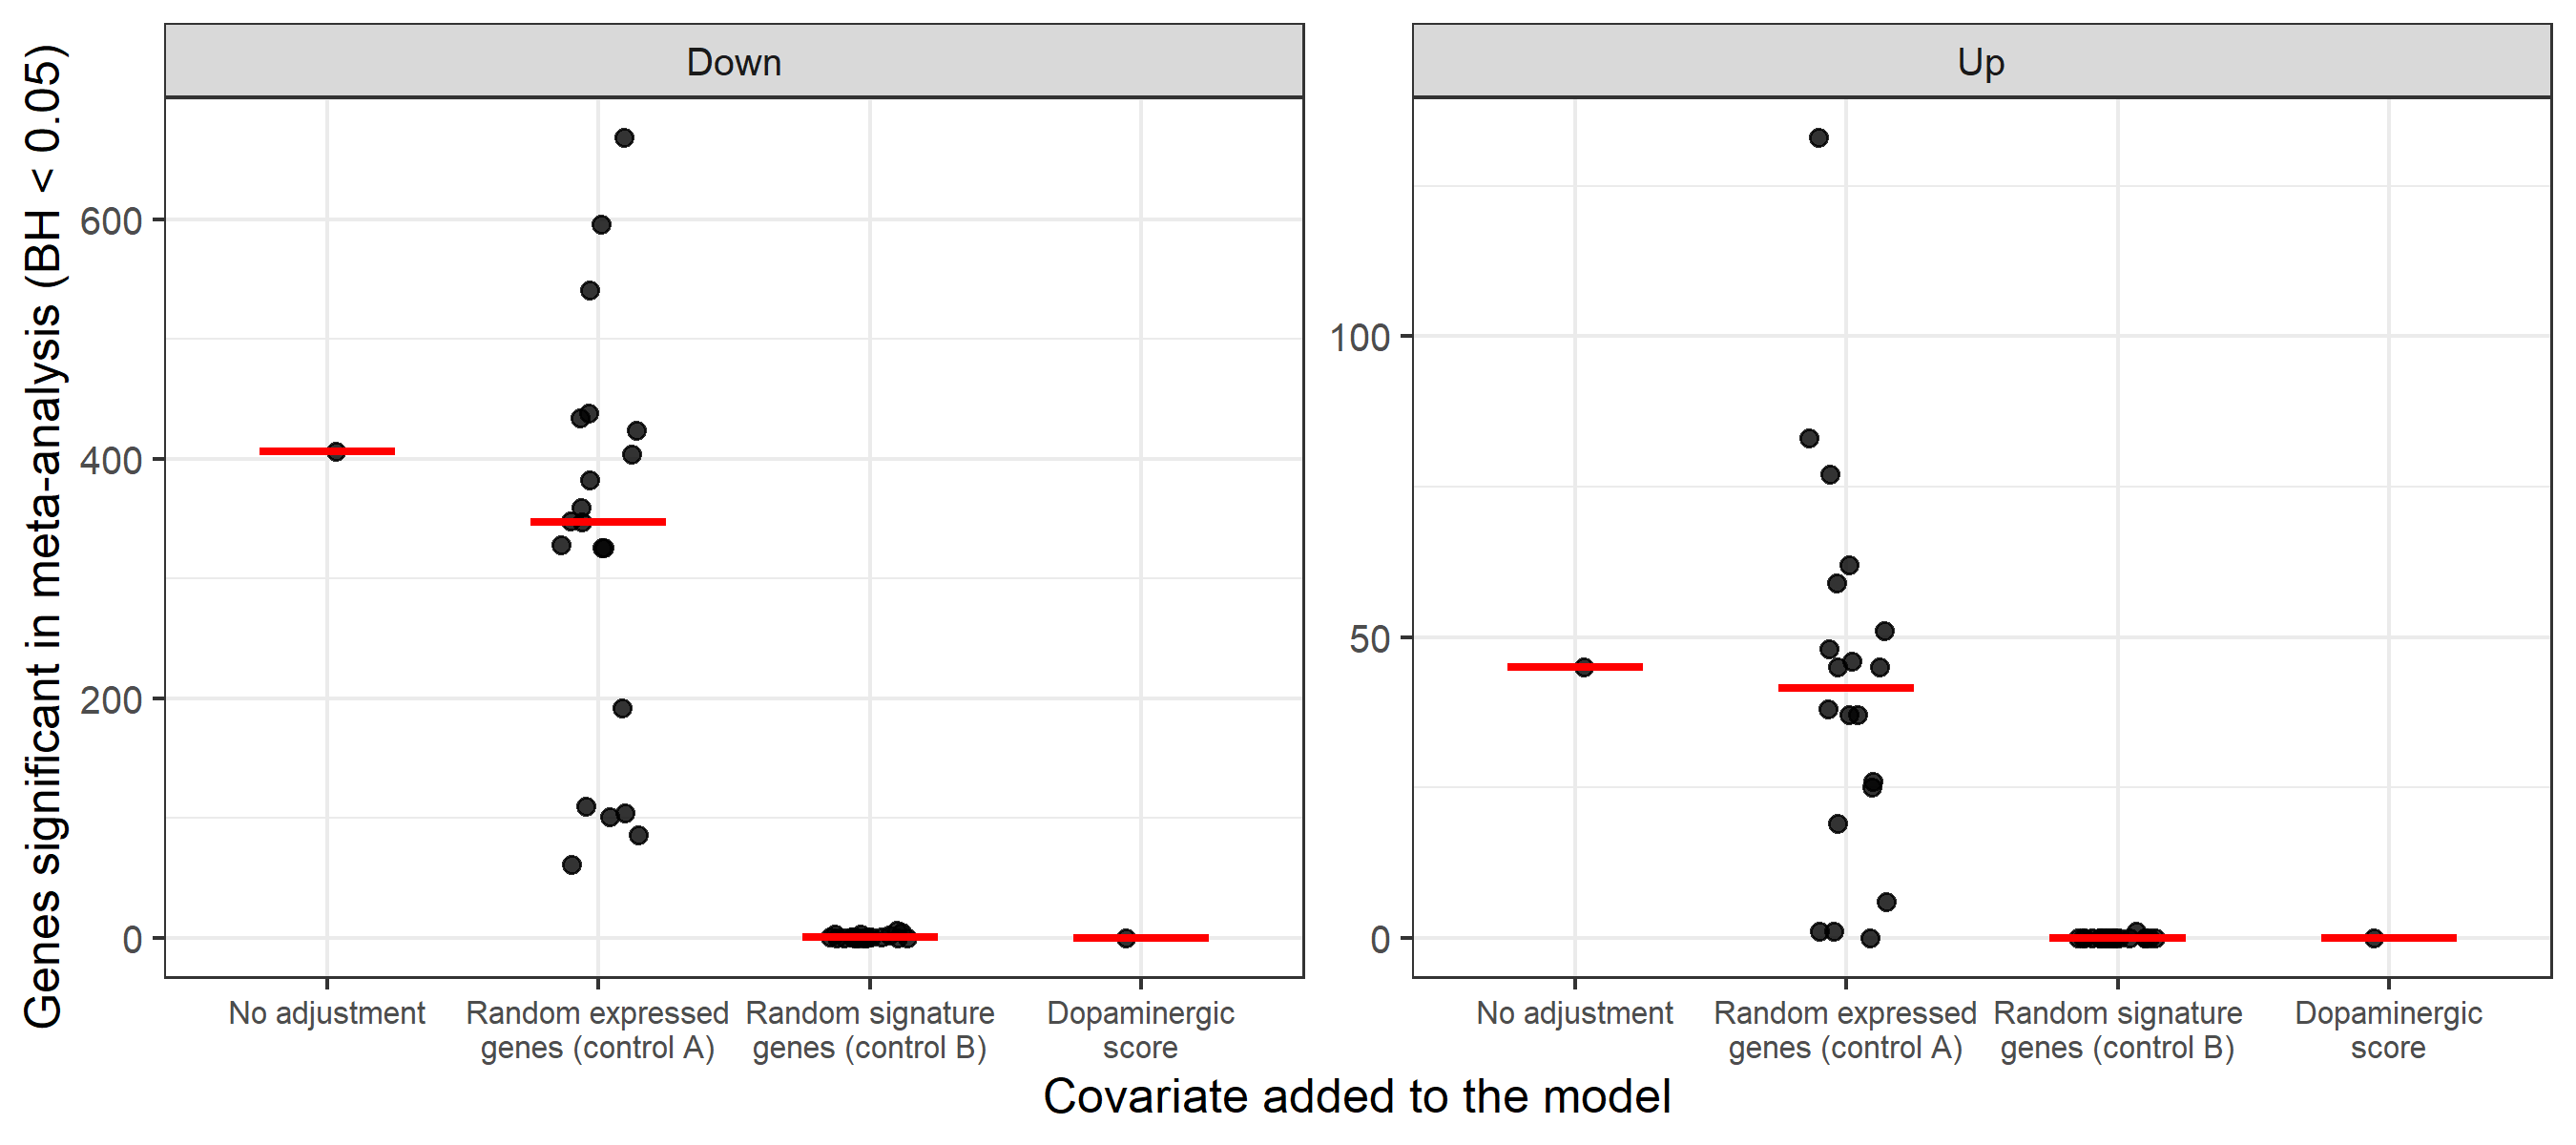 Genes significant in meta-analysis (BH < 0.05)
Down
Up
600
400
200
0
100
50
0
No adjustment
Random expressed
genes (control A)
Random signature
genes (control B)
Dopaminergic
score
No adjustment
Random expressed
genes (control A)
Random signature
genes (control B)
Dopaminergic
score
Covariate added to the model